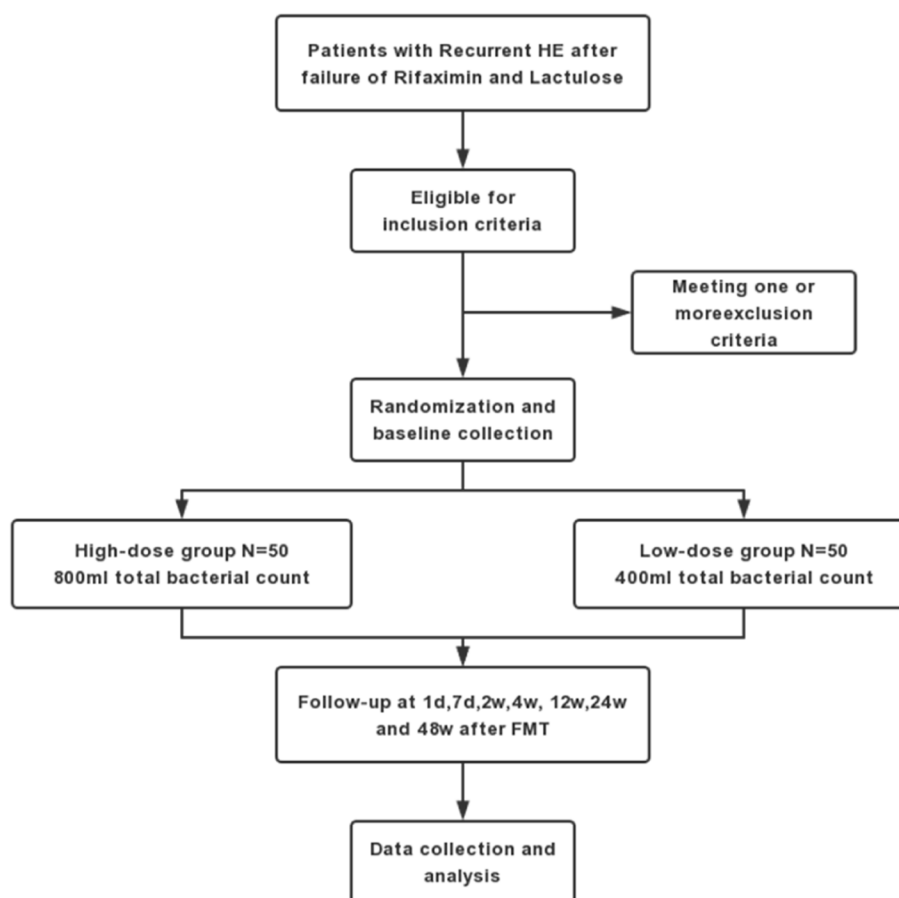 Patients with Recurrent HE after
failure of Rifaximin and Lactulose
Eligible for
inclusion criteria
Meeting one or
moreexclusion
criteria
Randomization and
baseline collection
High-dose group N=50
800ml total bacterial count
Low-dose group N=50
400ml total bacterial count
Follow-up at 1d,7d,2w,4w, 12w,24w
and 48w after FMT
Data collection and
analysis